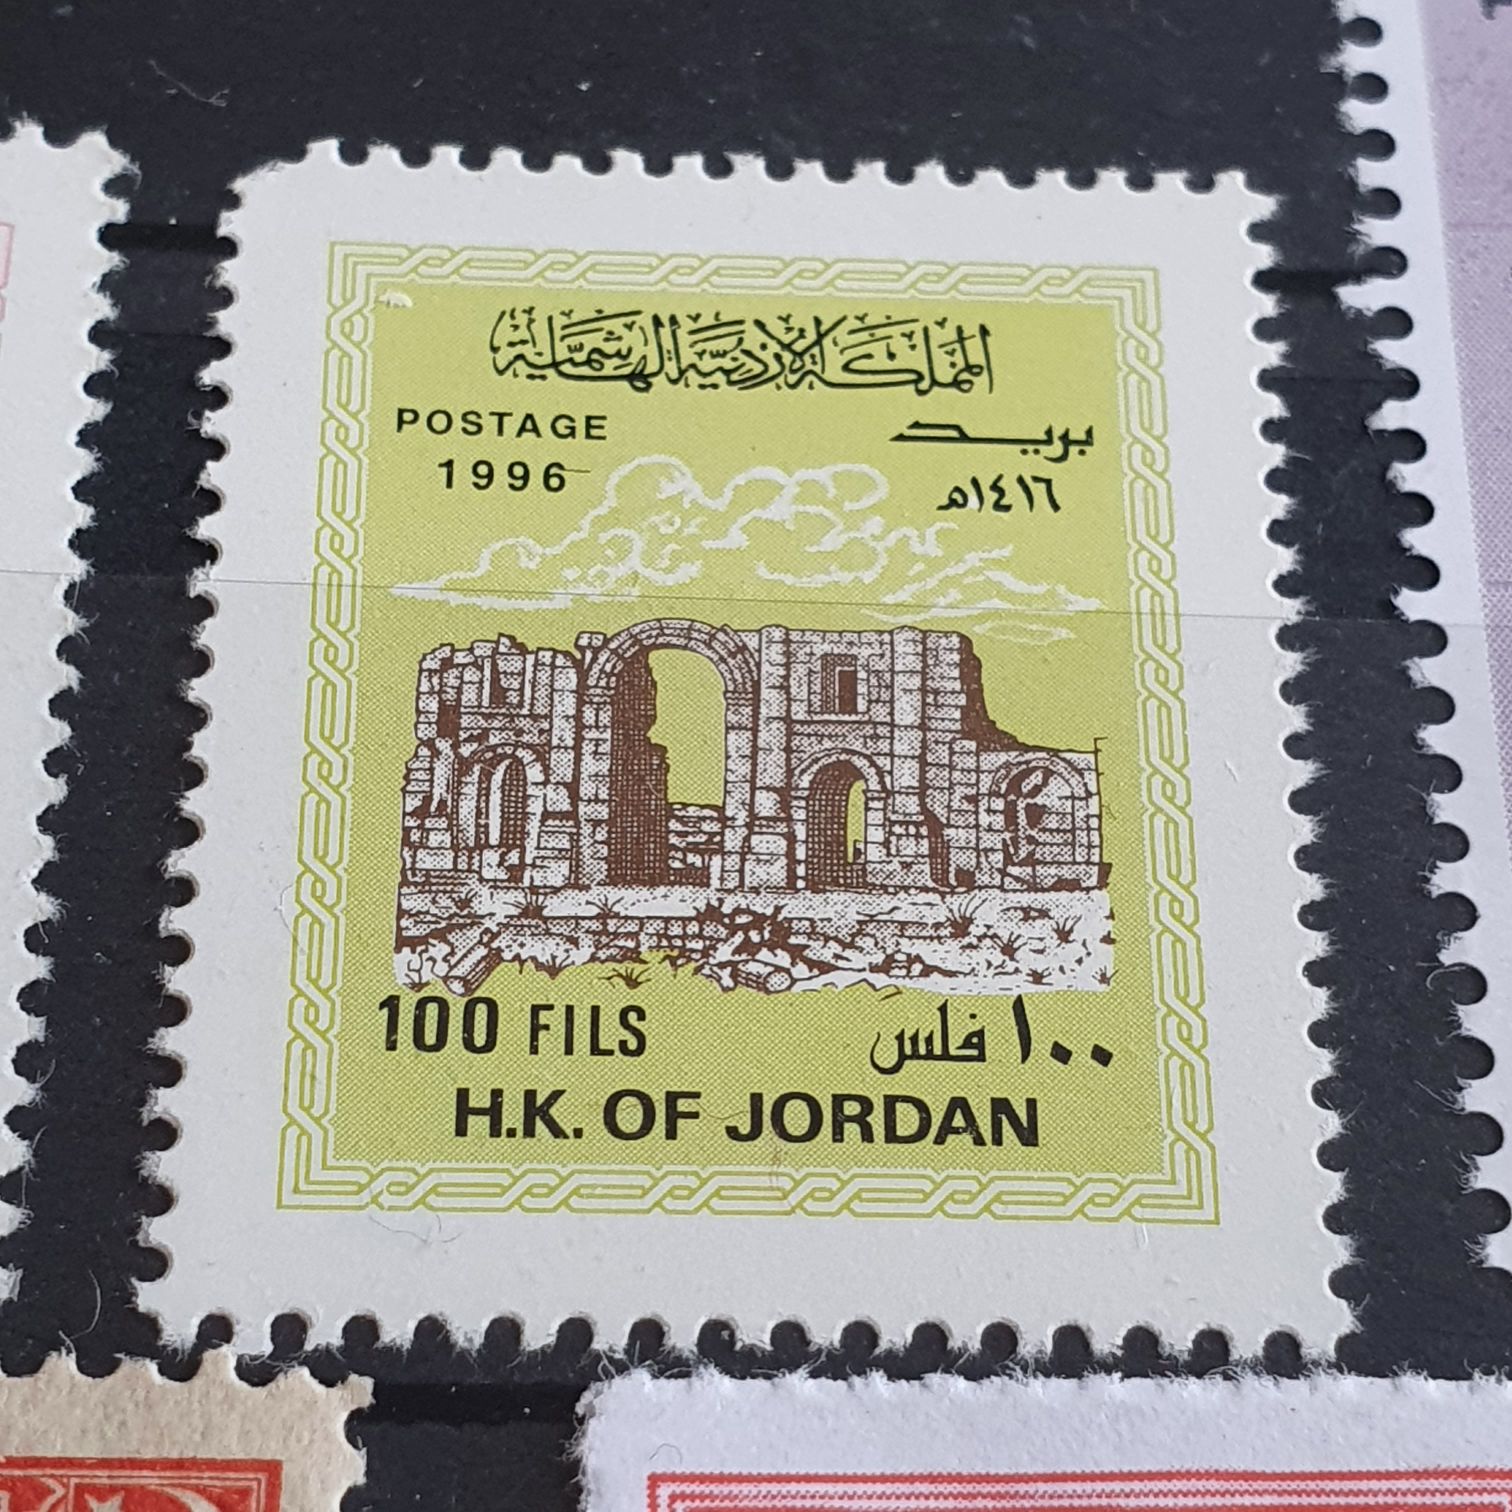 المملكة الأردنية الهاشمية
POSTAGE بريد
1996 ١٤١٦م
100 FILS ١٠٠ فلس
H.K. OF JORDAN